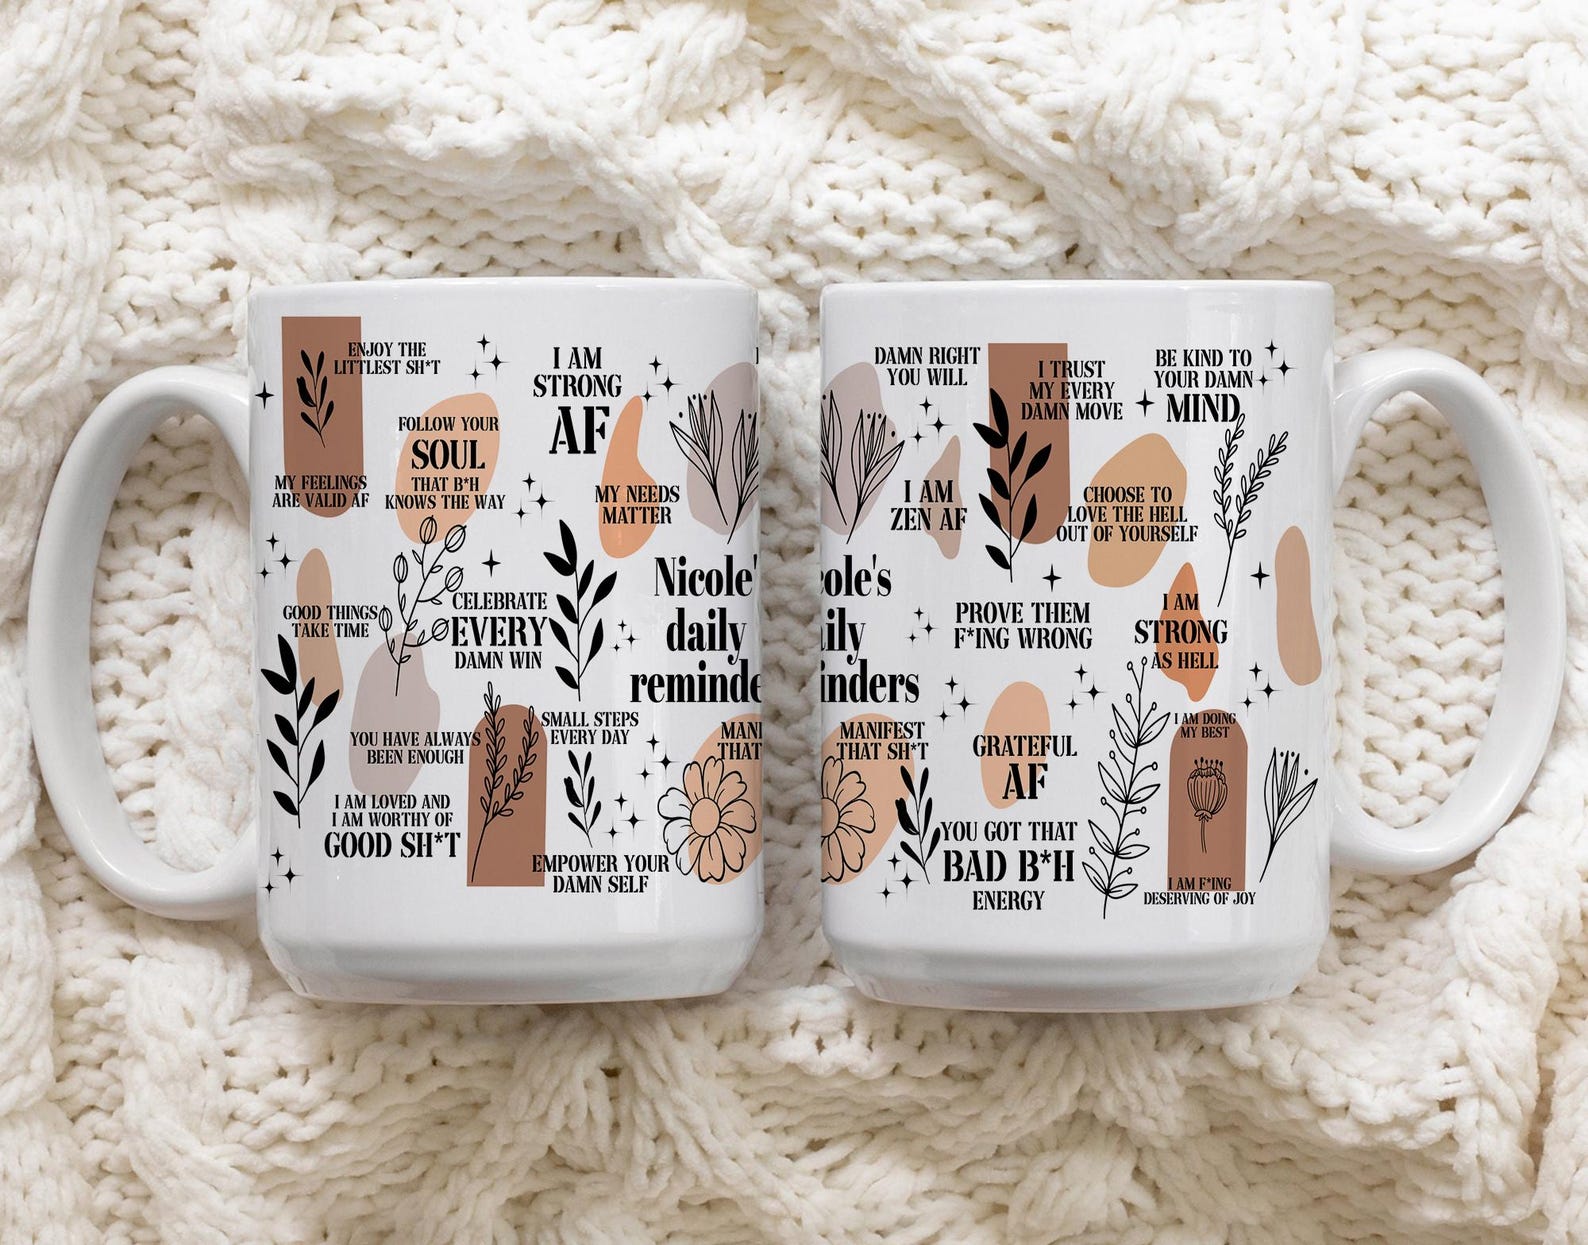 ENJOY THE
LITTLEST SH*T
MY FEELINGS
ARE VALID AF
FOLLOW YOUR
SOUL
THAT B*H
KNOWS THE WAY
I AM
STRONG
AF
MY NEEDS
MATTER
GOOD THINGS
TAKE TIME
CELEBRATE
EVERY
DAMN WIN
Nicole'
daily
reminde
YOU HAVE ALWAYS
BEEN ENOUGH
SMALL STEPS
EVERY DAY
MANI
THAT
I AM LOVED AND
I AM WORTHY OF
GOOD SH*T
EMPOWER YOUR
DAMN SELF
DAMN RIGHT
YOU WILL
I TRUST
MY EVERY
DAMN MOVE
BE KIND TO
YOUR DAMN
MIND
I AM
ZEN AF
CHOOSE TO
LOVE THE HELL
OUT OF YOURSELF
cole's
ily
inders
PROVE THEM
F*ING WRONG
I AM
STRONG
AS HELL
MANIFEST
THAT SH*T
GRATEFUL
AF
I AM DOING
MY BEST
YOU GOT THAT
BAD B*H
ENERGY
I AM F*ING
DESERVING OF JOY